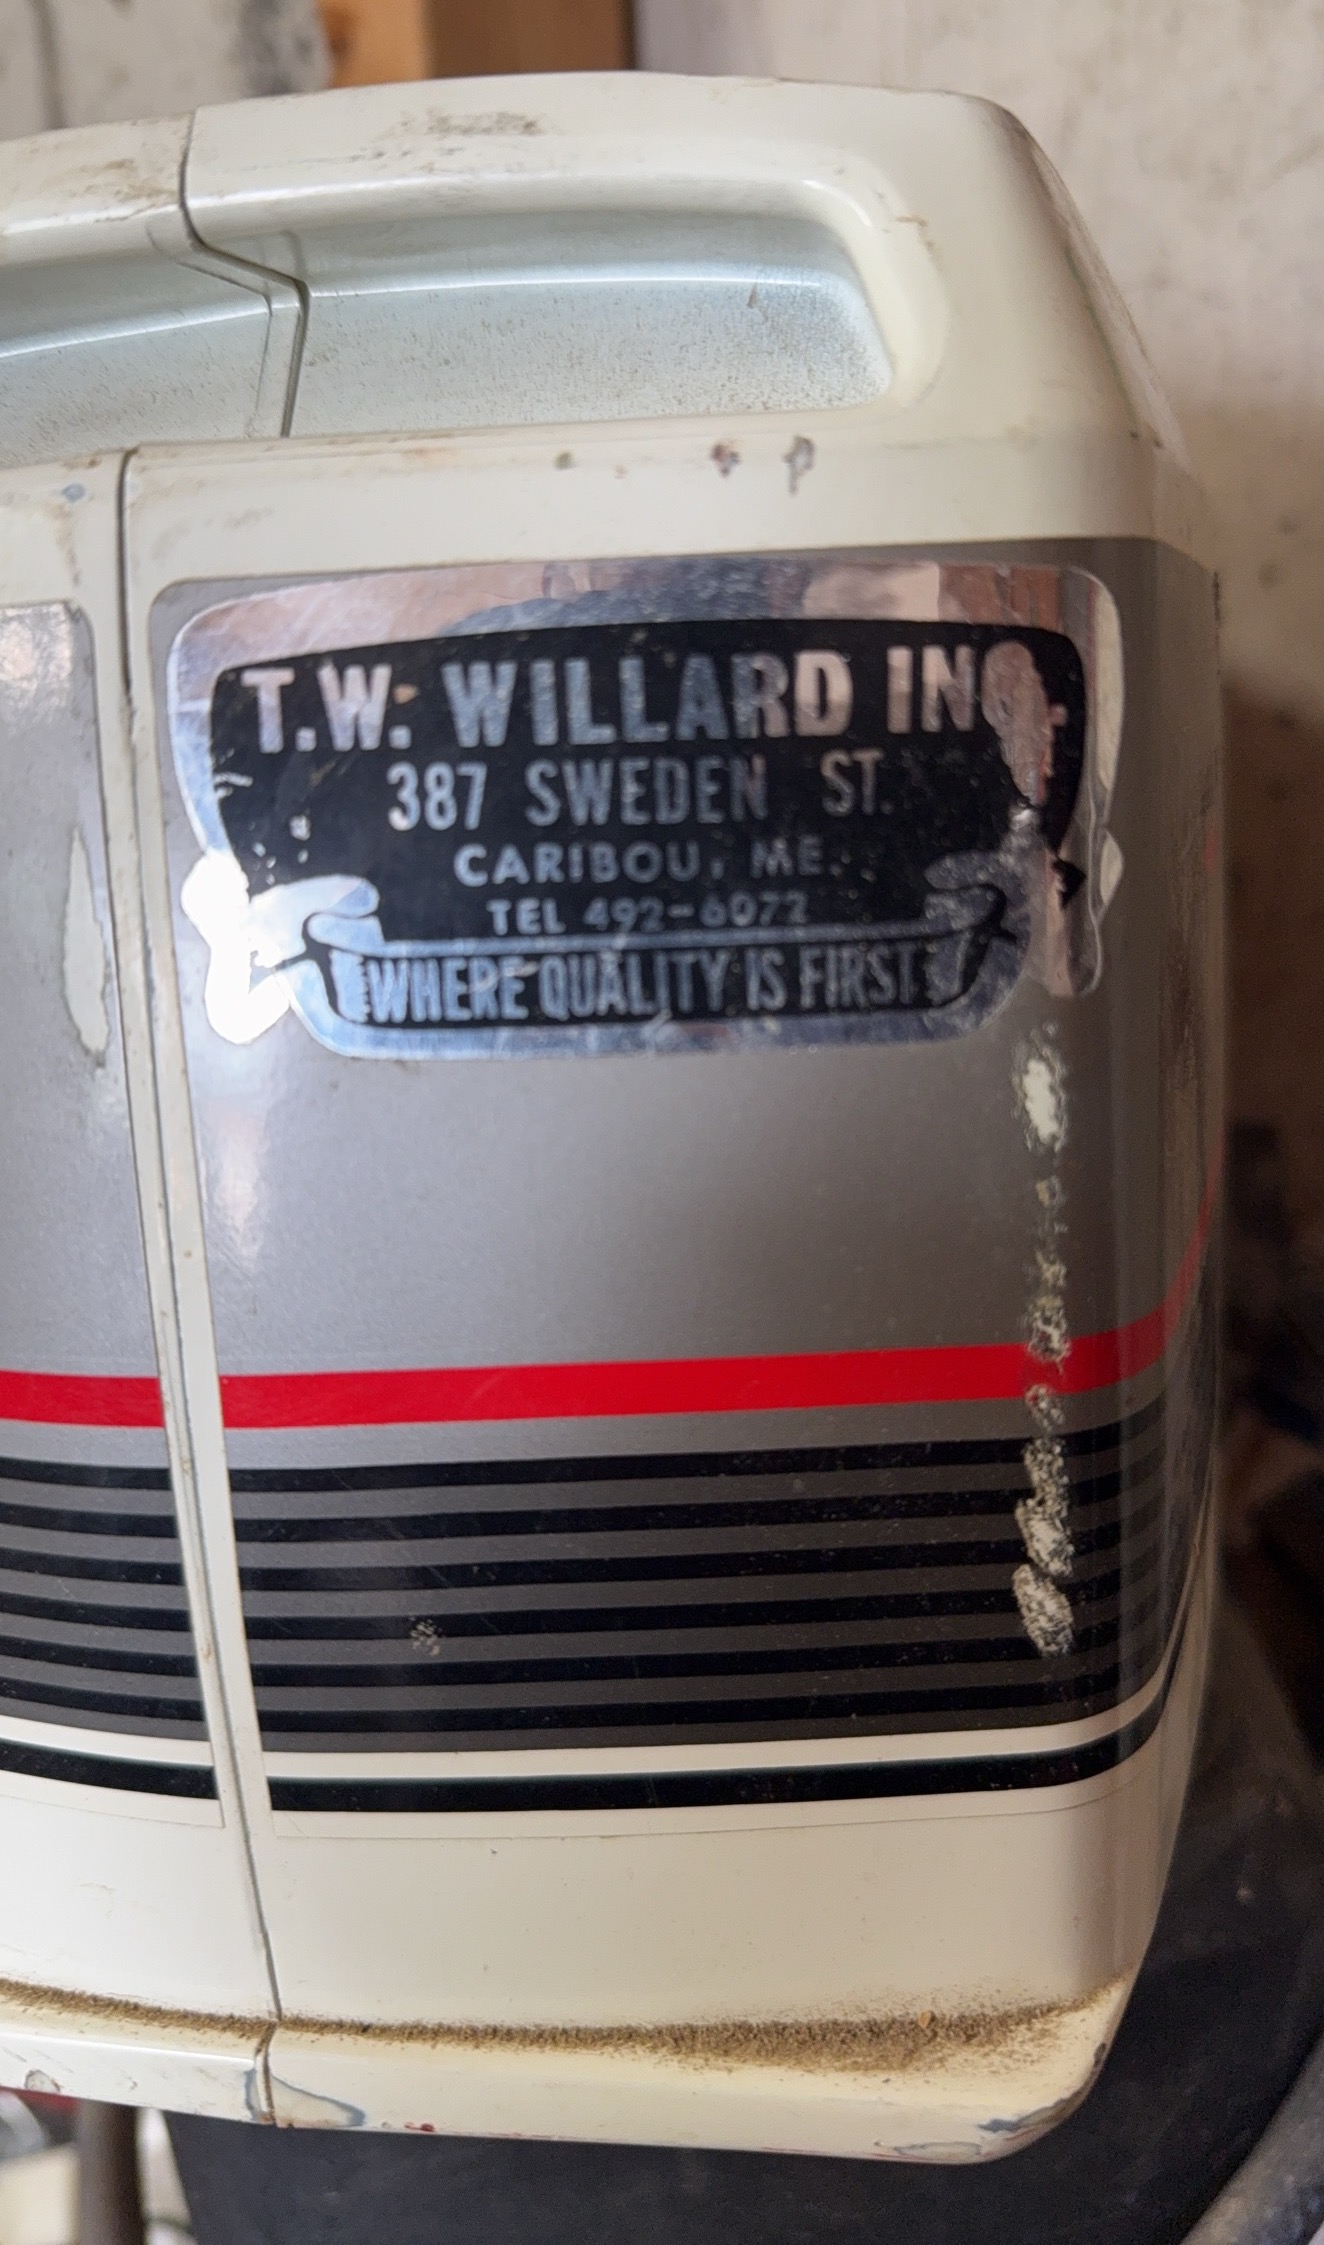 T.W. WILLARD INC.
387 SWEDEN ST.
CARIBOU, ME.
TEL 492-6072
WHERE QUALITY IS FIRST